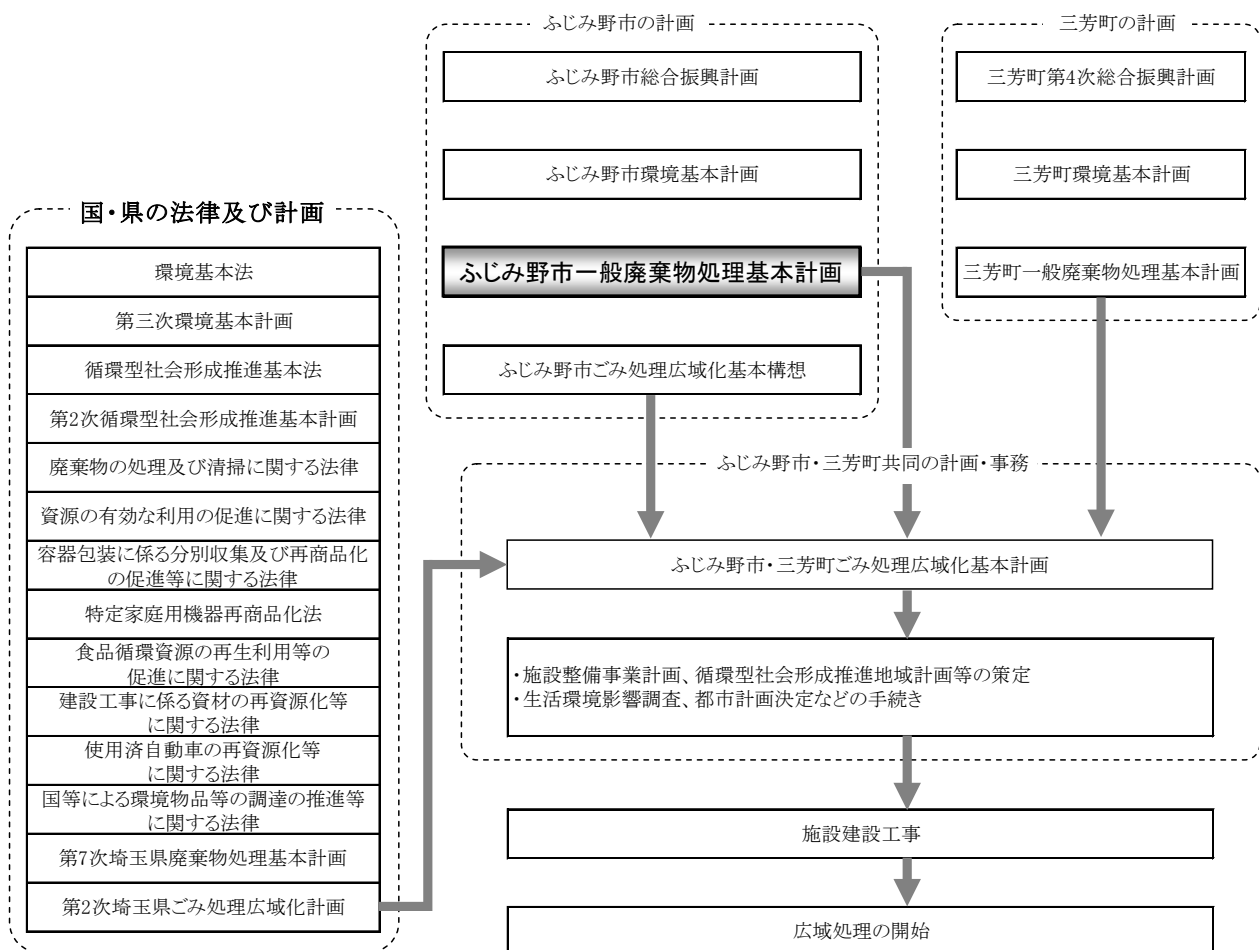 ふじみ野市の計画
ふじみ野市総合振興計画
ふじみ野市環境基本計画
ふじみ野市一般廃棄物処理基本計画
ふじみ野市ごみ処理広域化基本構想
三芳町の計画
三芳町第4次総合振興計画
三芳町環境基本計画
三芳町一般廃棄物処理基本計画
国・県の法律及び計画
環境基本法
第三次環境基本計画
循環型社会形成推進基本法
第2次循環型社会形成推進基本計画
廃棄物の処理及び清掃に関する法律
資源の有効な利用の促進に関する法律
容器包装に係る分別収集及び再商品化
の促進等に関する法律
特定家庭用機器再商品化法
食品循環資源の再生利用等の
促進に関する法律
建設工事に係る資材の再資源化等
に関する法律
使用済自動車の再資源化等
に関する法律
国等による環境物品等の調達の推進等
に関する法律
第7次埼玉県廃棄物処理基本計画
第2次埼玉県ごみ処理広域化計画
ふじみ野市・三芳町共同の計画・事務
ふじみ野市・三芳町ごみ処理広域化基本計画
・施設整備事業計画、循環型社会形成推進地域計画等の策定
・生活環境影響調査、都市計画決定などの手続き
施設建設工事
広域処理の開始